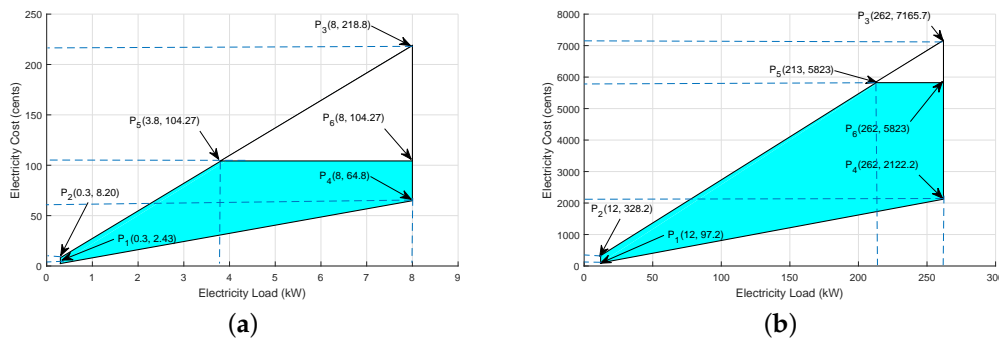 250
200
150
100
50
0
Electricity Cost (cents)
P3(8, 218.8)
P5(3.8, 104.27)
P6(8, 104.27)
P4(8, 64.8)
P2(0.3, 8.20)
P1(0.3, 2.43)
0 1 2 3 4 5 6 7 8 9
Electricity Load (kW)
(a)
8000
7000
6000
5000
4000
3000
2000
1000
0
Electricity Cost (cents)
P3(262, 7165.7)
P5(213, 5823)
P6(262, 5823)
P4(262, 2122.2)
P2(12, 328.2)
P1(12, 97.2)
0 50 100 150 200 250 300
Electricity Load (kW)
(b)